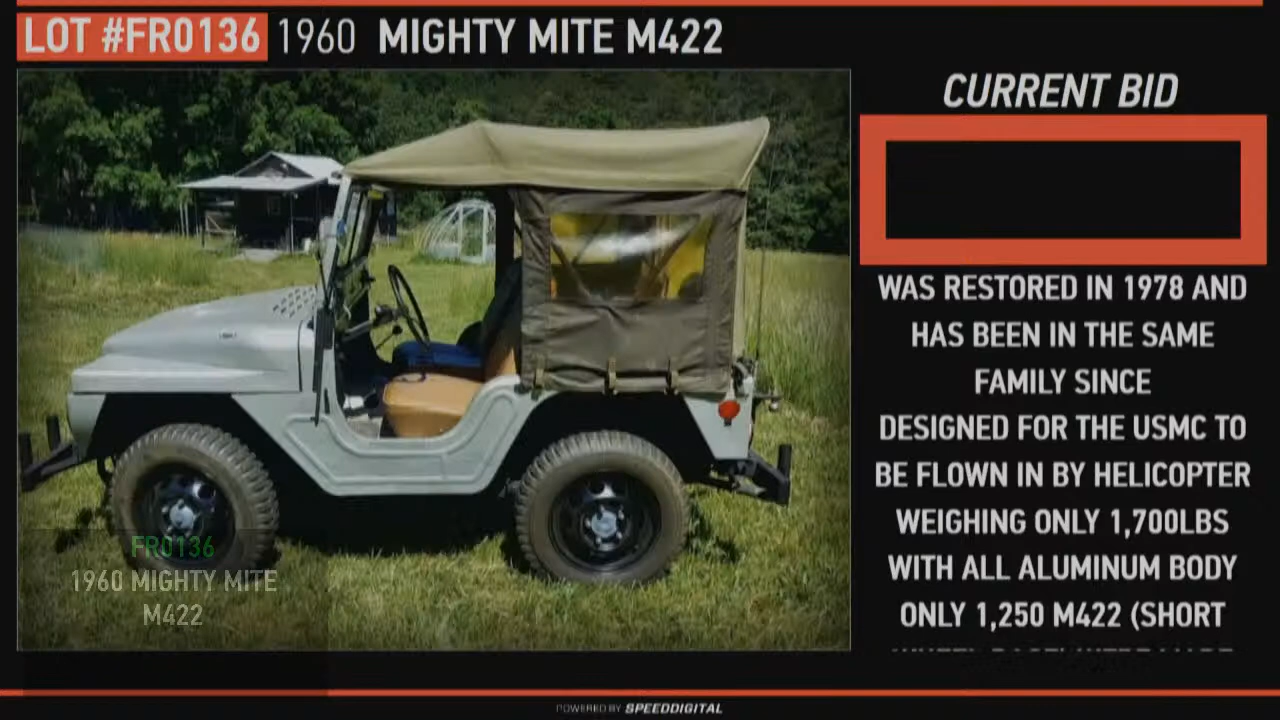 LOT #FR0136 1960 MIGHTY MITE M422
CURRENT BID
WAS RESTORED IN 1978 AND
HAS BEEN IN THE SAME
FAMILY SINCE
DESIGNED FOR THE USMC TO
BE FLOWN IN BY HELICOPTER
WEIGHING ONLY 1,700LBS
WITH ALL ALUMINUM BODY
ONLY 1,250 M422 (SHORT
FR0136
1960 MIGHTY MITE
M422
POWERED BY SPEEDDIGITAL